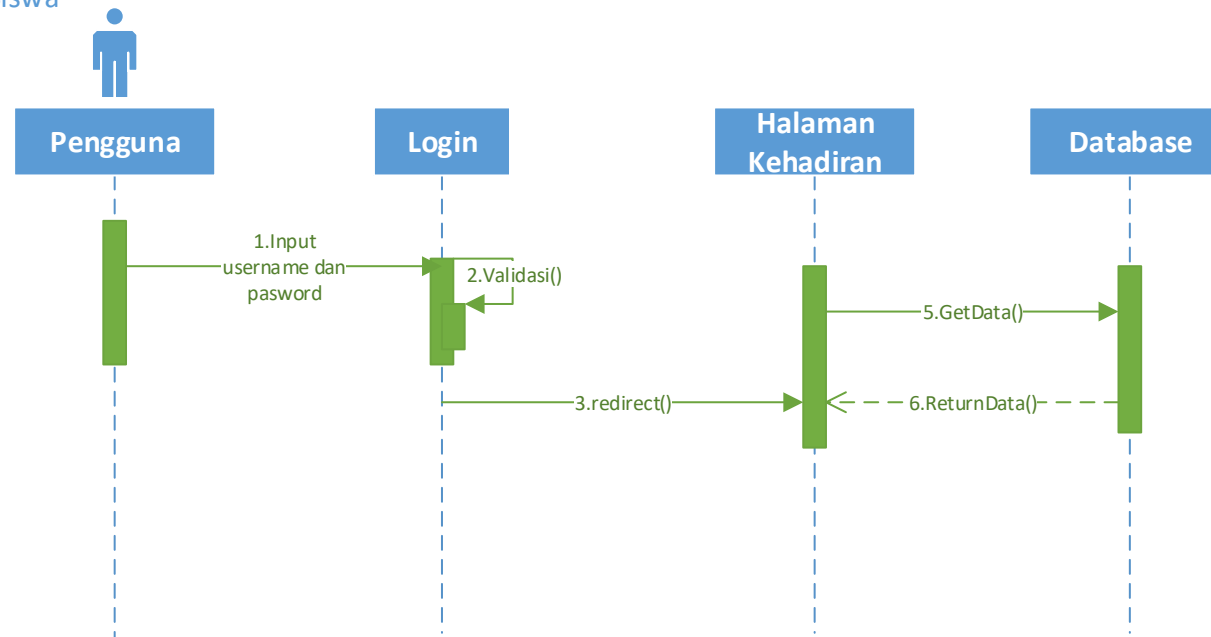 Pengguna
Login
Halaman
Kehadiran
Database
1.Input
username dan
pasword
2.Validasi()
5.GetData()
3.redirect()
6.ReturnData()